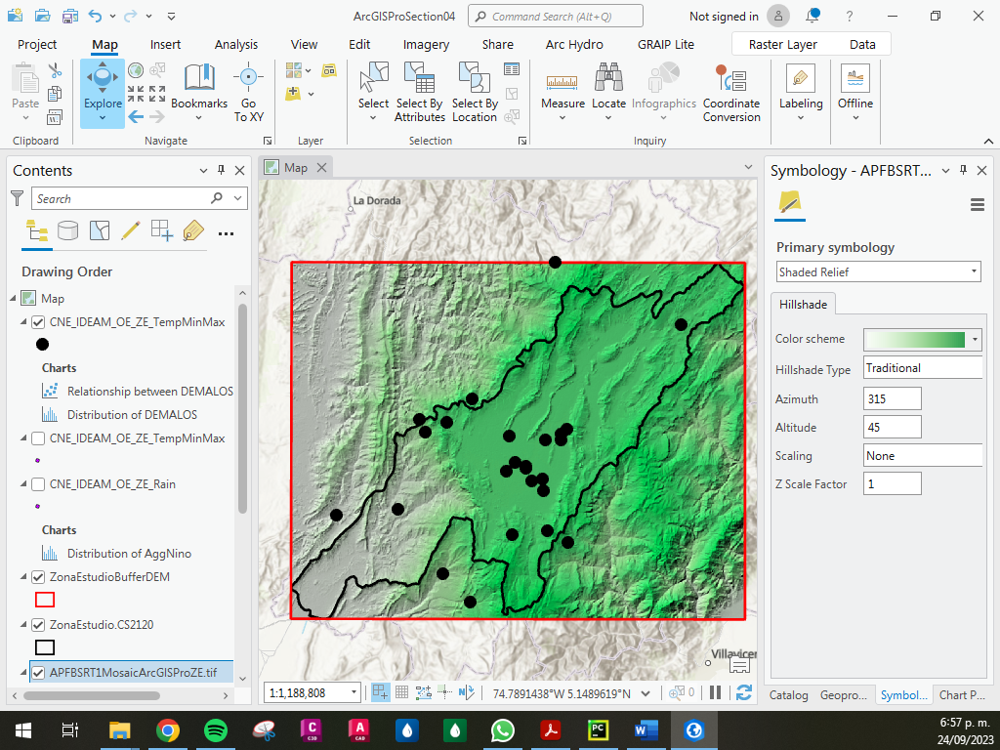 ArcGISProSection04
Command Search (Alt+Q)
Not signed in
?
Project
Map
Insert
Analysis
View
Edit
Imagery
Share
Arc Hydro
GRAIP Lite
Raster Layer
Data
Paste
Explore
Bookmarks
Go
To XY
Select
Select By
Attributes
Select By
Location
Measure
Locate
Infographics
Coordinate
Conversion
Labeling
Offline
Clipboard
Navigate
Layer
Selection
Inquiry
Contents
Search
Drawing Order
Map
CNE_IDEAM_OE_ZE_TempMinMax
Charts
Relationship between DEMALOS
Distribution of DEMALOS
CNE_IDEAM_OE_ZE_TempMinMax
CNE_IDEAM_OE_ZE_Rain
Charts
Distribution of AggNino
ZonaEstudioBufferDEM
ZonaEstudio.CS2120
APFBSRT1MosaicArcGISProZE.tif
Map
La Dorada
Villavicen
1:1,188,808
74.7891438°W 5.1489619°N
0
Symbology - APFBSRT...
Primary symbology
Shaded Relief
Hillshade
Color scheme
Hillshade Type
Traditional
Azimuth
315
Altitude
45
Scaling
None
Z Scale Factor
1
Catalog
Geopro...
Symbol...
Chart P...
C
C3D
A
CAD
PC
W
6:57 p. m.
24/09/2023